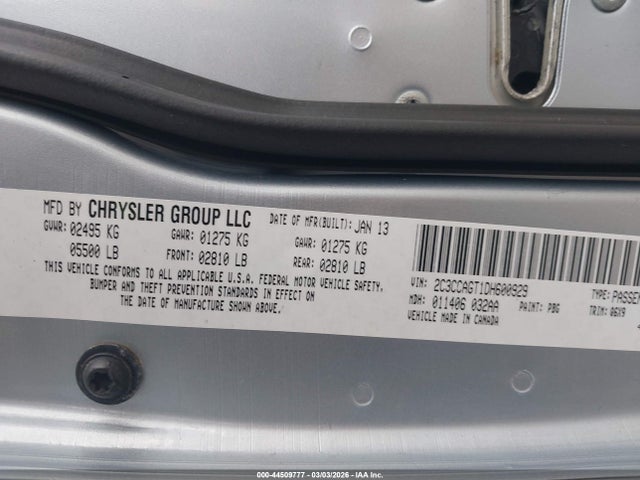 MFD BY CHRYSLER GROUP LLC
DATE OF MFR(BUILT): JAN 13
GVWR: 02495 KG GAWR: 01275 KG GAWR: 01275 KG
05500 LB FRONT: 02810 LB REAR: 02810 LB
THIS VEHICLE CONFORMS TO ALL APPLICABLE U.S.A. FEDERAL MOTOR VEHICLE SAFETY,
BUMPER AND THEFT PREVENTION STANDARDS IN EFFECT ON
THE DATE OF MANUFACTURE SHOWN ABOVE.
VIN: 2C3CCAGT1DH600929 TYPE: PASSEN
MDH: 011406 032AA PAINT: PBG TRIM: G6X9
VEHICLE MADE IN CANADA
000-44509777 - 03/03/2026 - IAA Inc.